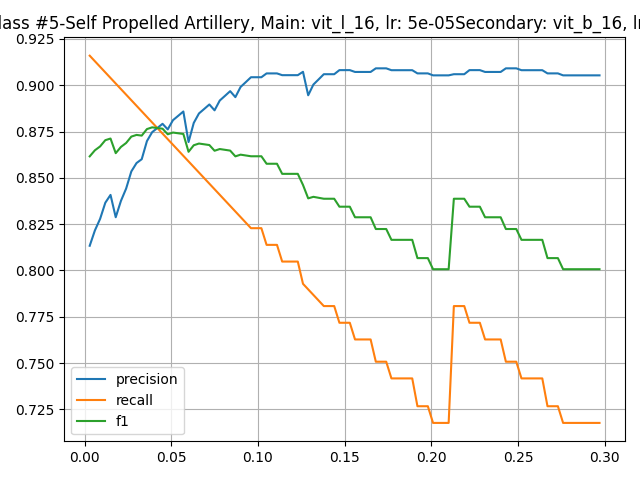 lass #5-Self Propelled Artillery, Main: vit_l_16, lr: 5e-05Secondary: vit_b_16, lr
0.925
0.900
0.875
0.850
0.825
0.800
0.775
0.750
0.725
precision
recall
f1
0.00 0.05 0.10 0.15 0.20 0.25 0.30